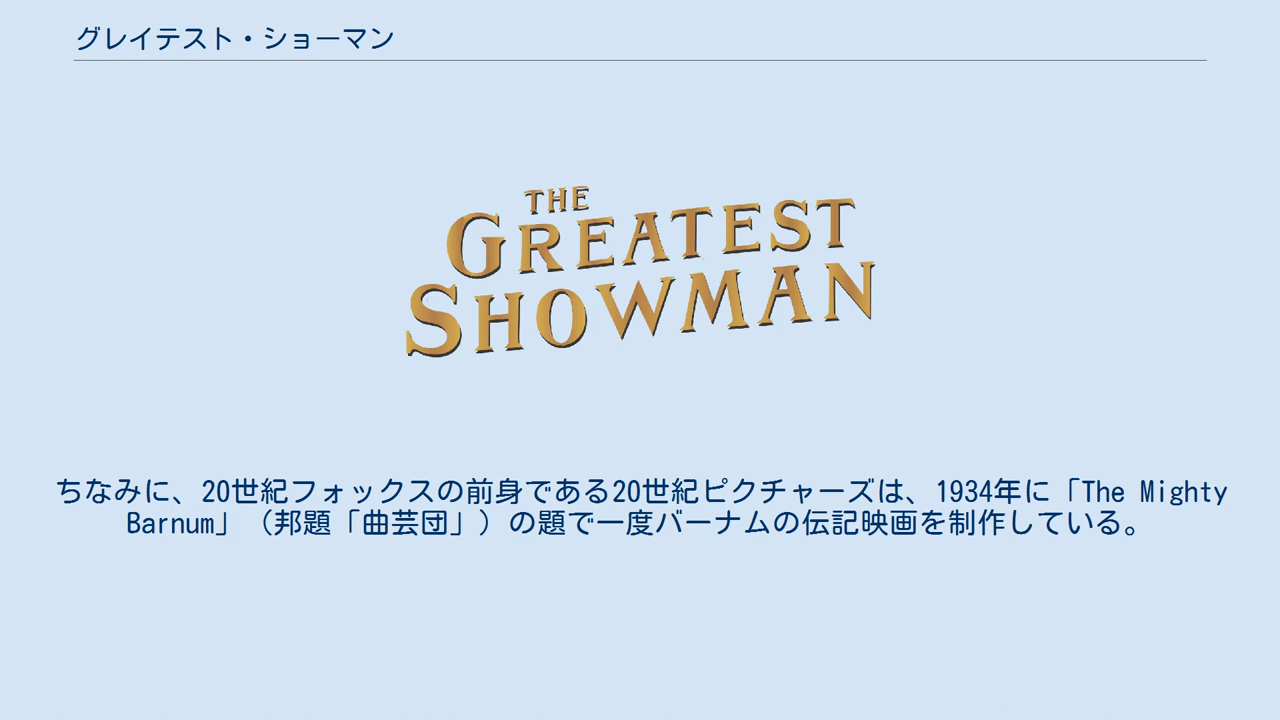 グレイテスト・ショーマン
THE
GREATEST
SHOWMAN
ちなみに、20世紀フォックスの前身である20世紀ピクチャーズは、1934年に「The Mighty
Barnum」（邦題「曲芸団」）の題で一度バーナムの伝記映画を制作している。